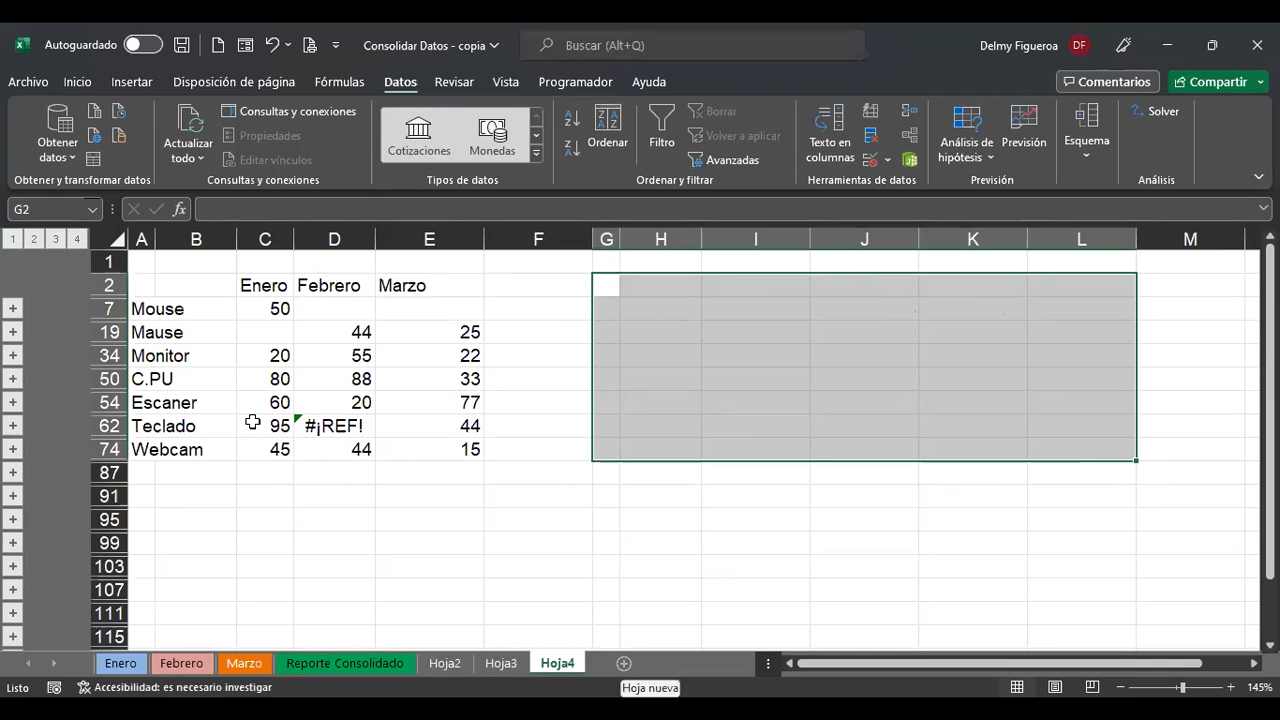 Autoguardado Consolidar Datos - copia Buscar (Alt+Q) Delmy Figueroa DF
Archivo Inicio Insertar Disposición de página Fórmulas Datos Revisar Vista Programador Ayuda Comentarios Compartir
Obtener datos Actualizar todo Consultas y conexiones Propiedades Editar vínculos Cotizaciones Monedas Ordenar Filtro Borrar Volver a aplicar Avanzadas Texto en columnas Análisis de hipótesis Previsión Esquema Solver
Obtener y transformar datos Consultas y conexiones Tipos de datos Ordenar y filtrar Herramientas de datos Previsión Análisis
G2 fx
1 2 3 4 A B C D E F G H I J K L M
1
2 Enero Febrero Marzo
7 Mouse 50
19 Mause 44 25
34 Monitor 20 55 22
50 C.PU 80 88 33
54 Escaner 60 20 77
62 Teclado 95 #¡REF! 44
74 Webcam 45 44 15
87
91
95
99
103
107
111
115
Enero Febrero Marzo Reporte Consolidado Hoja2 Hoja3 Hoja4
Listo Accesibilidad: es necesario investigar Hoja nueva 145%